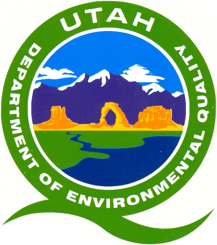 UTAH
DEPARTMENT OF ENVIRONMENTAL QUALITY